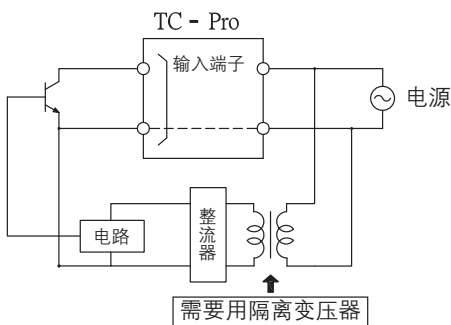 TC - Pro
输入端子
电源
整流器
电路
需要用隔离变压器